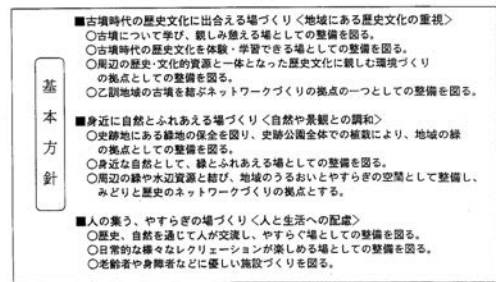 基本方針
■古墳時代の歴史文化に出合える場づくり〈地域にある歴史文化の重視〉
○古墳について学び、親しみ憩える場としての整備を図る。
○古墳時代の歴史文化を体験・学習できる場としての整備を図る。
○周辺の歴史・文化的資源と一体となった歴史文化に親しむ環境づくり
の拠点としての整備を図る。
○乙訓地域の古墳を結ぶネットワークづくりの拠点の一つとしての整備を図る。
■身近に自然とふれあえる場づくり〈自然や景観との調和〉
○史跡地にある緑地の保全を図り、史跡公園全体での植栽により、地域の緑
の拠点としての整備を図る。
○身近な自然として、緑とふれあえる場としての整備を図る。
○周辺の緑や水辺資源と結び、地域のうるおいとやすらぎの空間として整備し、
みどりと歴史のネットワークづくりの拠点とする。
■人の集う、やすらぎの場づくり〈人と生活への配慮〉
○歴史、自然を通じて人が交流し、やすらぐ場としての整備を図る。
○日常的な様々なレクリェーションが楽しめる場としての整備を図る。
○老齢者や身障者などに優しい施設づくりを図る。